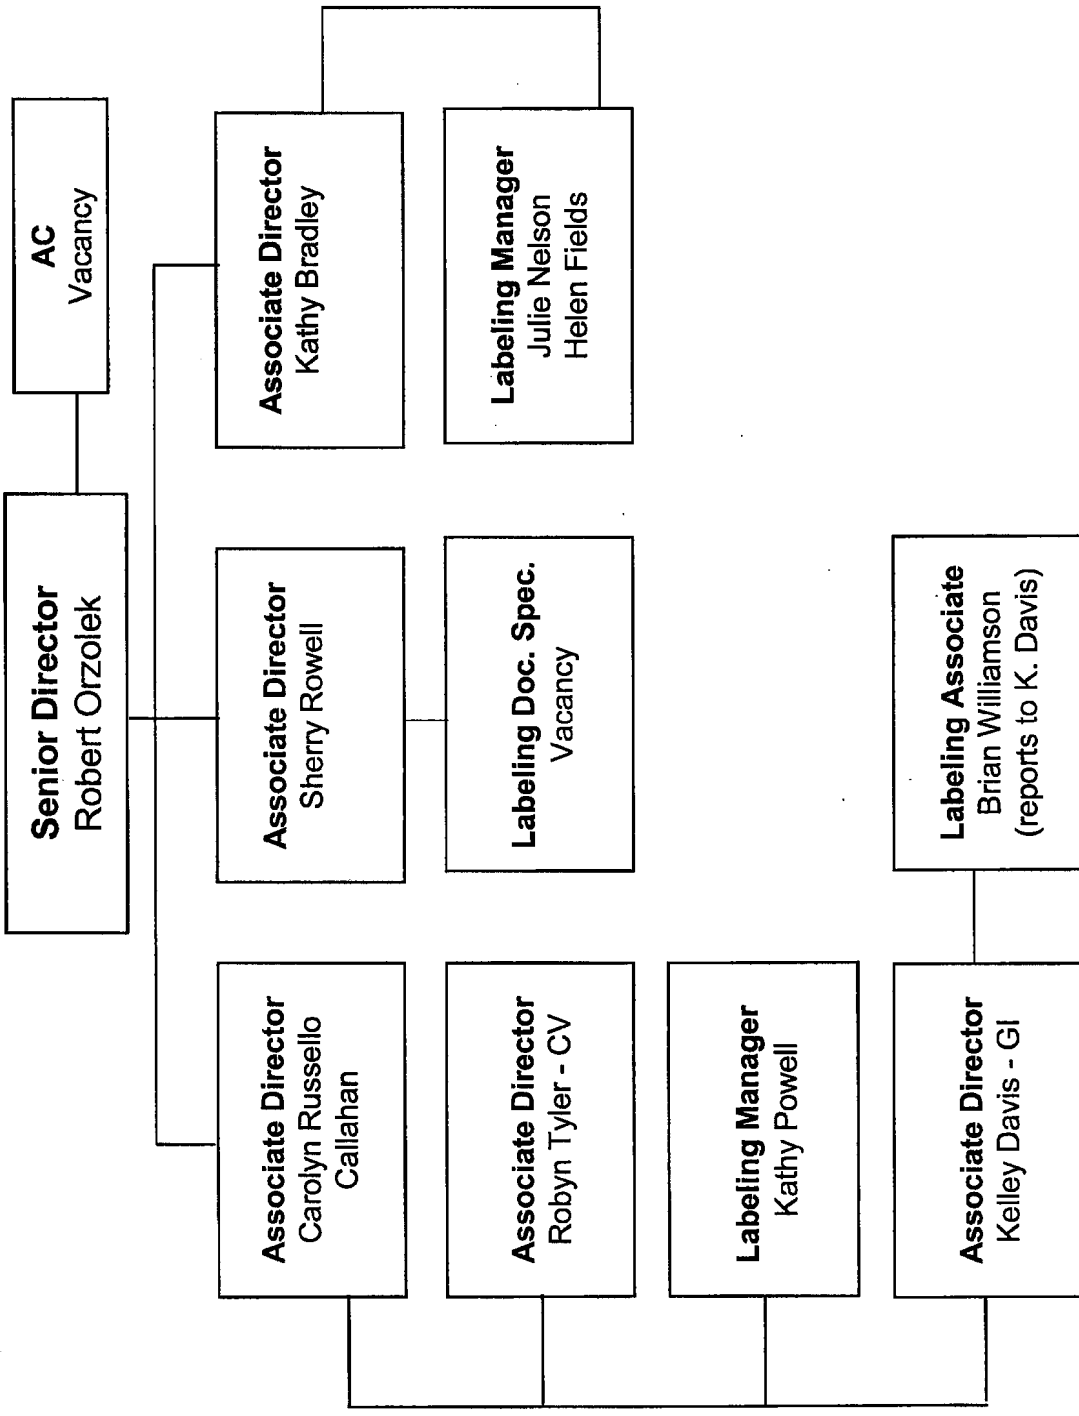 Senior Director
Robert Orzolek
AC
Vacancy
Associate Director
Carolyn Russello
Callahan
Associate Director
Sherry Rowell
Associate Director
Kathy Bradley
Associate Director
Robyn Tyler - CV
Labeling Doc. Spec.
Vacancy
Labeling Manager
Julie Nelson
Helen Fields
Labeling Manager
Kathy Powell
Associate Director
Kelley Davis - GI
Labeling Associate
Brian Williamson
(reports to K. Davis)